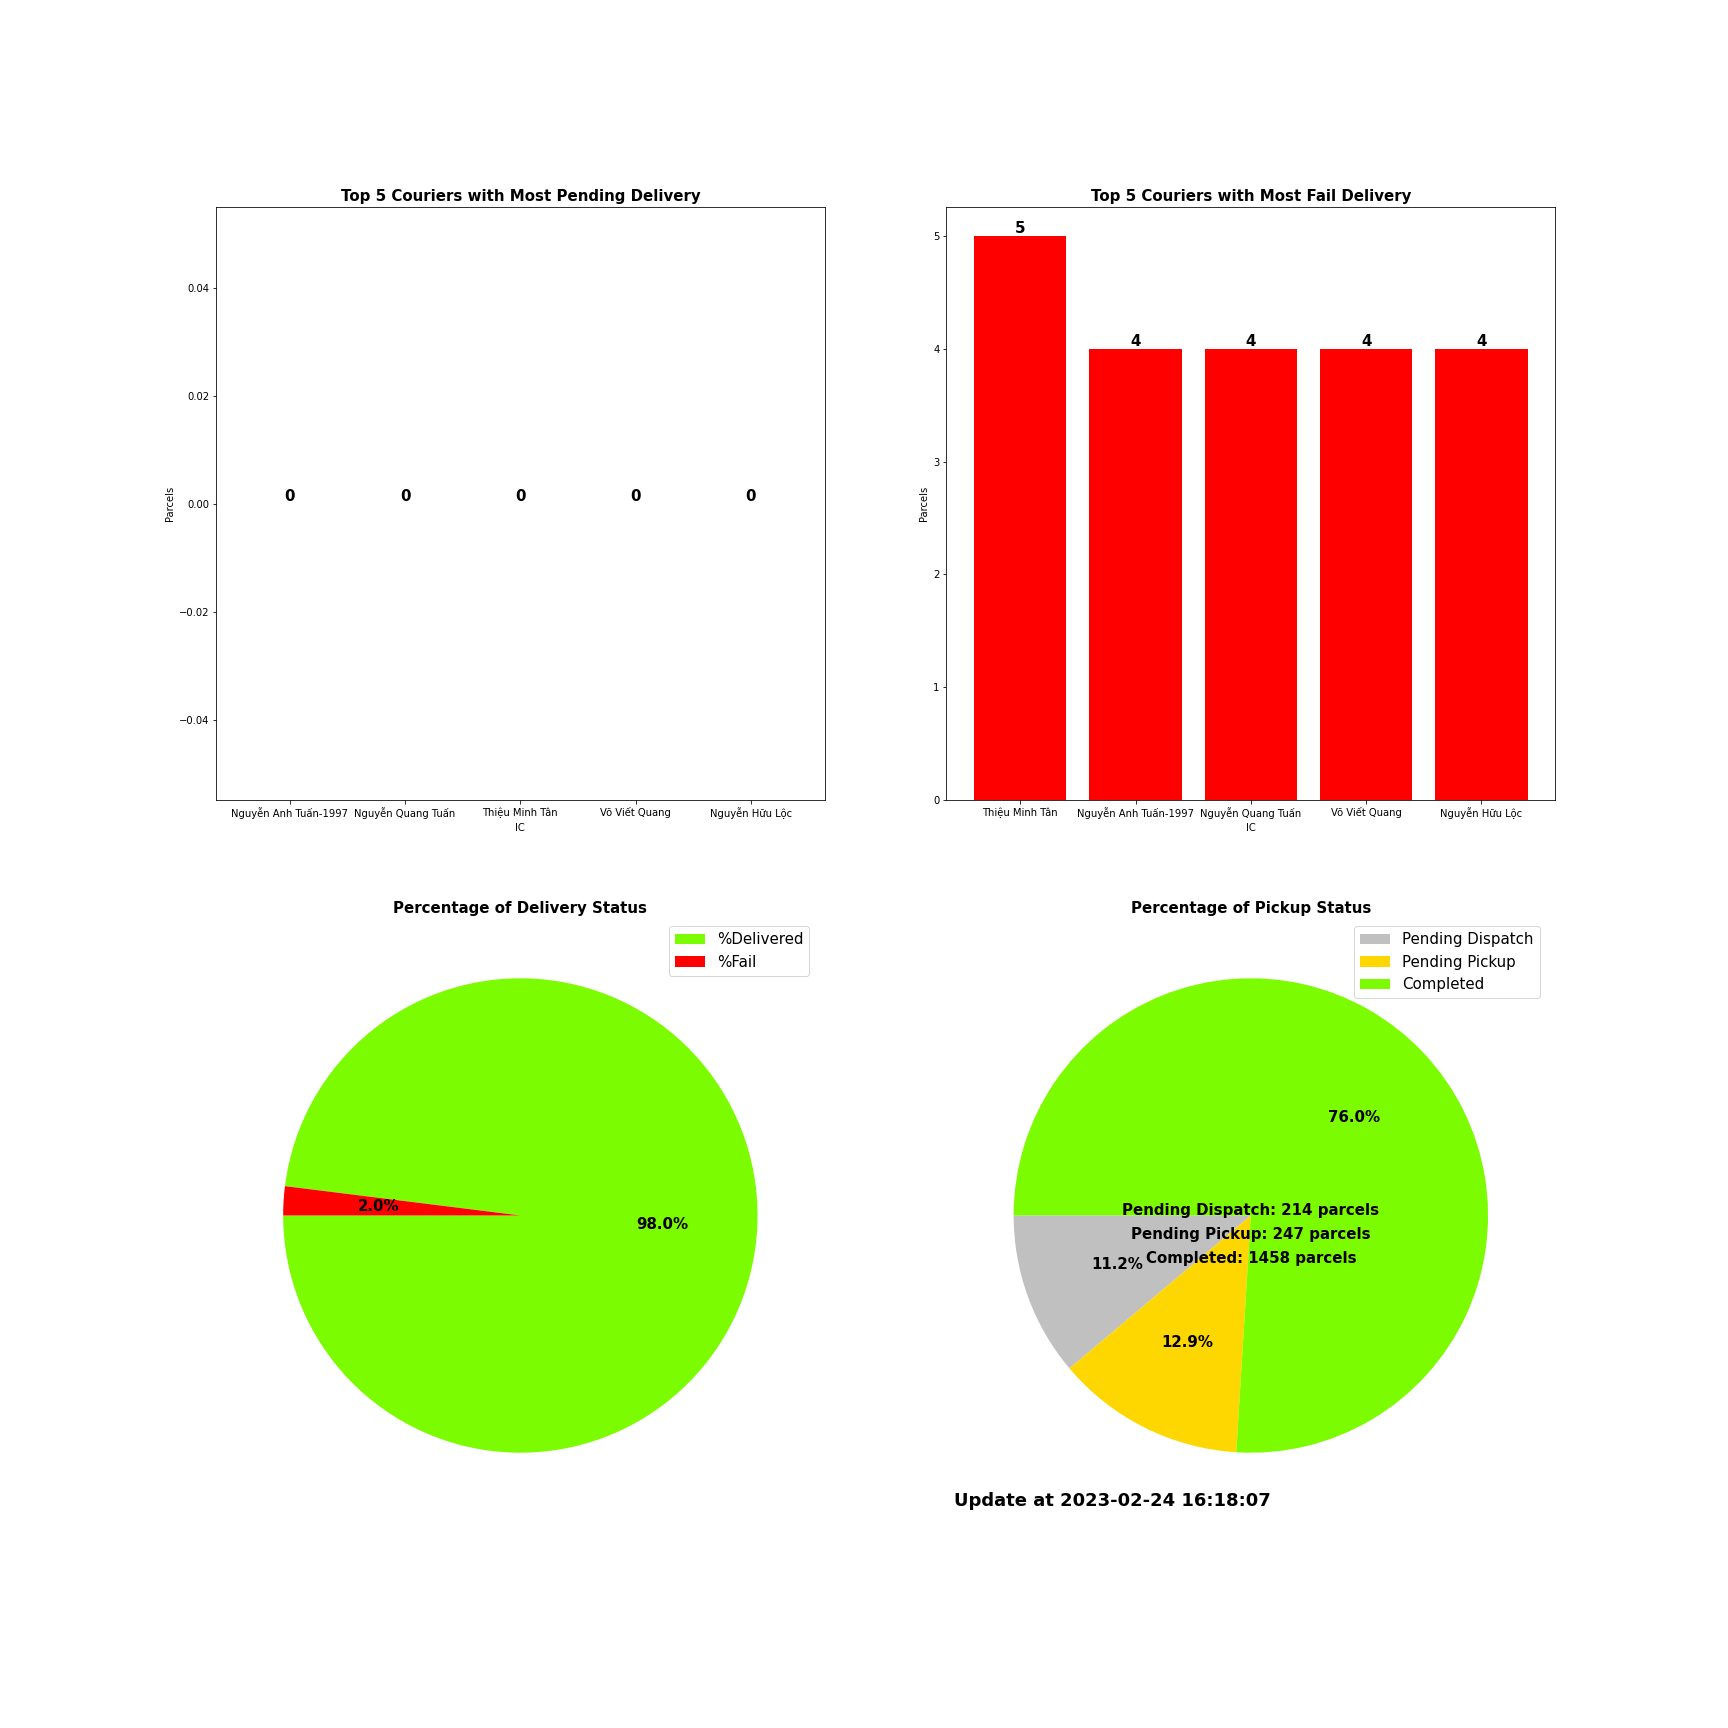 Top 5 Couriers with Most Pending Delivery
0.04
0.02
0.00
−0.02
−0.04
Parcels
0 0 0 0 0
Nguyễn Anh Tuấn-1997 Nguyễn Quang Tuấn Thiệu Minh Tân Võ Viết Quang Nguyễn Hữu Lộc
IC
Top 5 Couriers with Most Fail Delivery
5
4
3
2
1
0
Parcels
5 4 4 4 4
Thiệu Minh Tân Nguyễn Anh Tuấn-1997 Nguyễn Quang Tuấn Võ Viết Quang Nguyễn Hữu Lộc
IC
Percentage of Delivery Status
%Delivered
%Fail
2.0%
98.0%
Percentage of Pickup Status
Pending Dispatch
Pending Pickup
Completed
76.0%
Pending Dispatch: 214 parcels
Pending Pickup: 247 parcels
Completed: 1458 parcels
11.2%
12.9%
Update at 2023-02-24 16:18:07